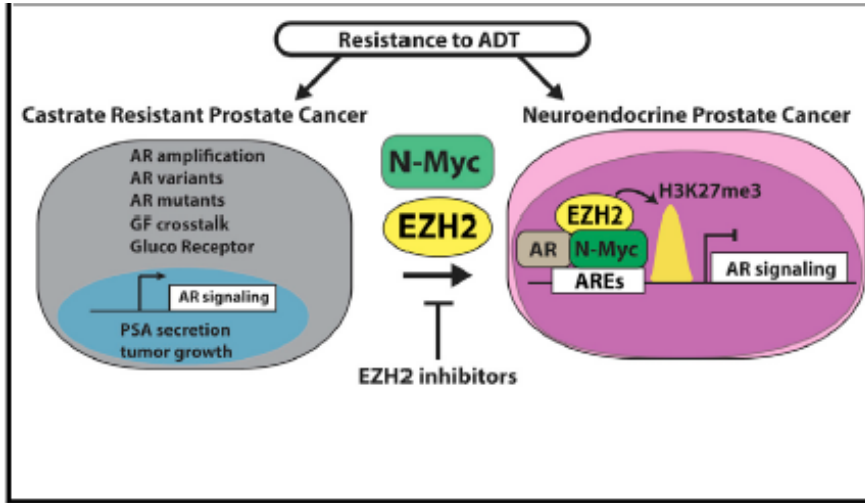 Resistance to ADT
Castrate Resistant Prostate Cancer
Neuroendocrine Prostate Cancer
AR amplification
AR variants
AR mutants
GF crosstalk
Gluco Receptor
AR signaling
PSA secretion
tumor growth
N-Myc
EZH2
EZH2 inhibitors
H3K27me3
EZH2
AR
N-Myc
AREs
AR signaling